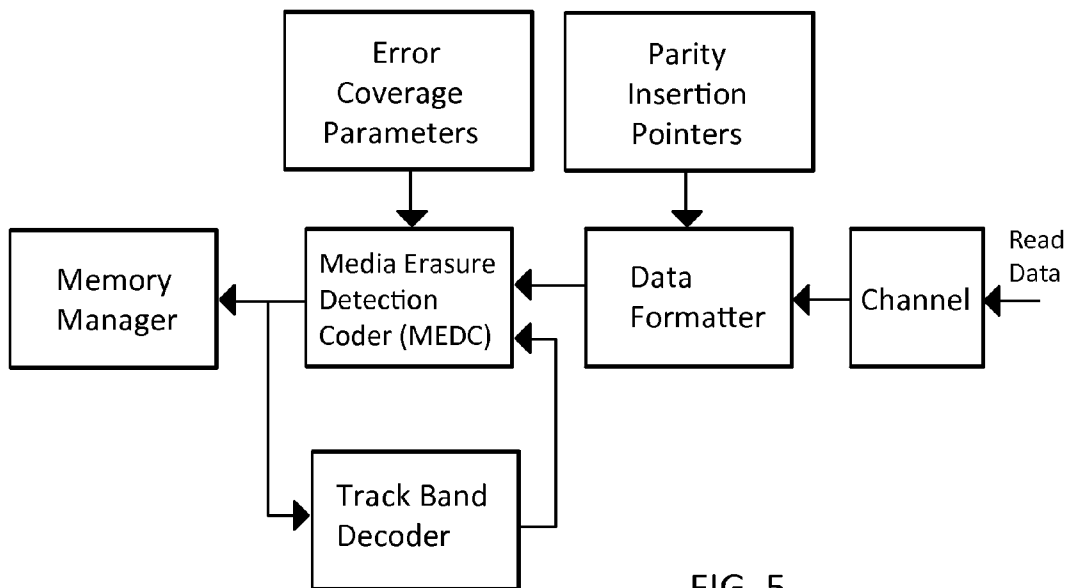 Error
Coverage
Parameters
Parity
Insertion
Pointers
Memory
Manager
Media Erasure
Detection
Coder (MEDC)
Data
Formatter
Channel
Read
Data
Track Band
Decoder
FIG. 5